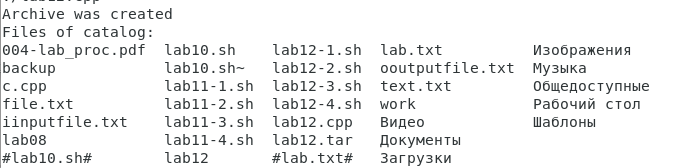 Archive was created
Files of catalog:
004-lab_proc.pdf lab10.sh lab12-1.sh lab.txt Изображения
backup lab10.sh~ lab12-2.sh ooutputfile.txt Музыка
c.cpp lab11-1.sh lab12-3.sh text.txt Общедоступные
file.txt lab11-2.sh lab12-4.sh work Рабочий стол
iinputfile.txt lab11-3.sh lab12.cpp Видео Шаблоны
lab08 lab11-4.sh lab12.tar Документы
#lab10.sh# lab12 #lab.txt# Загрузки